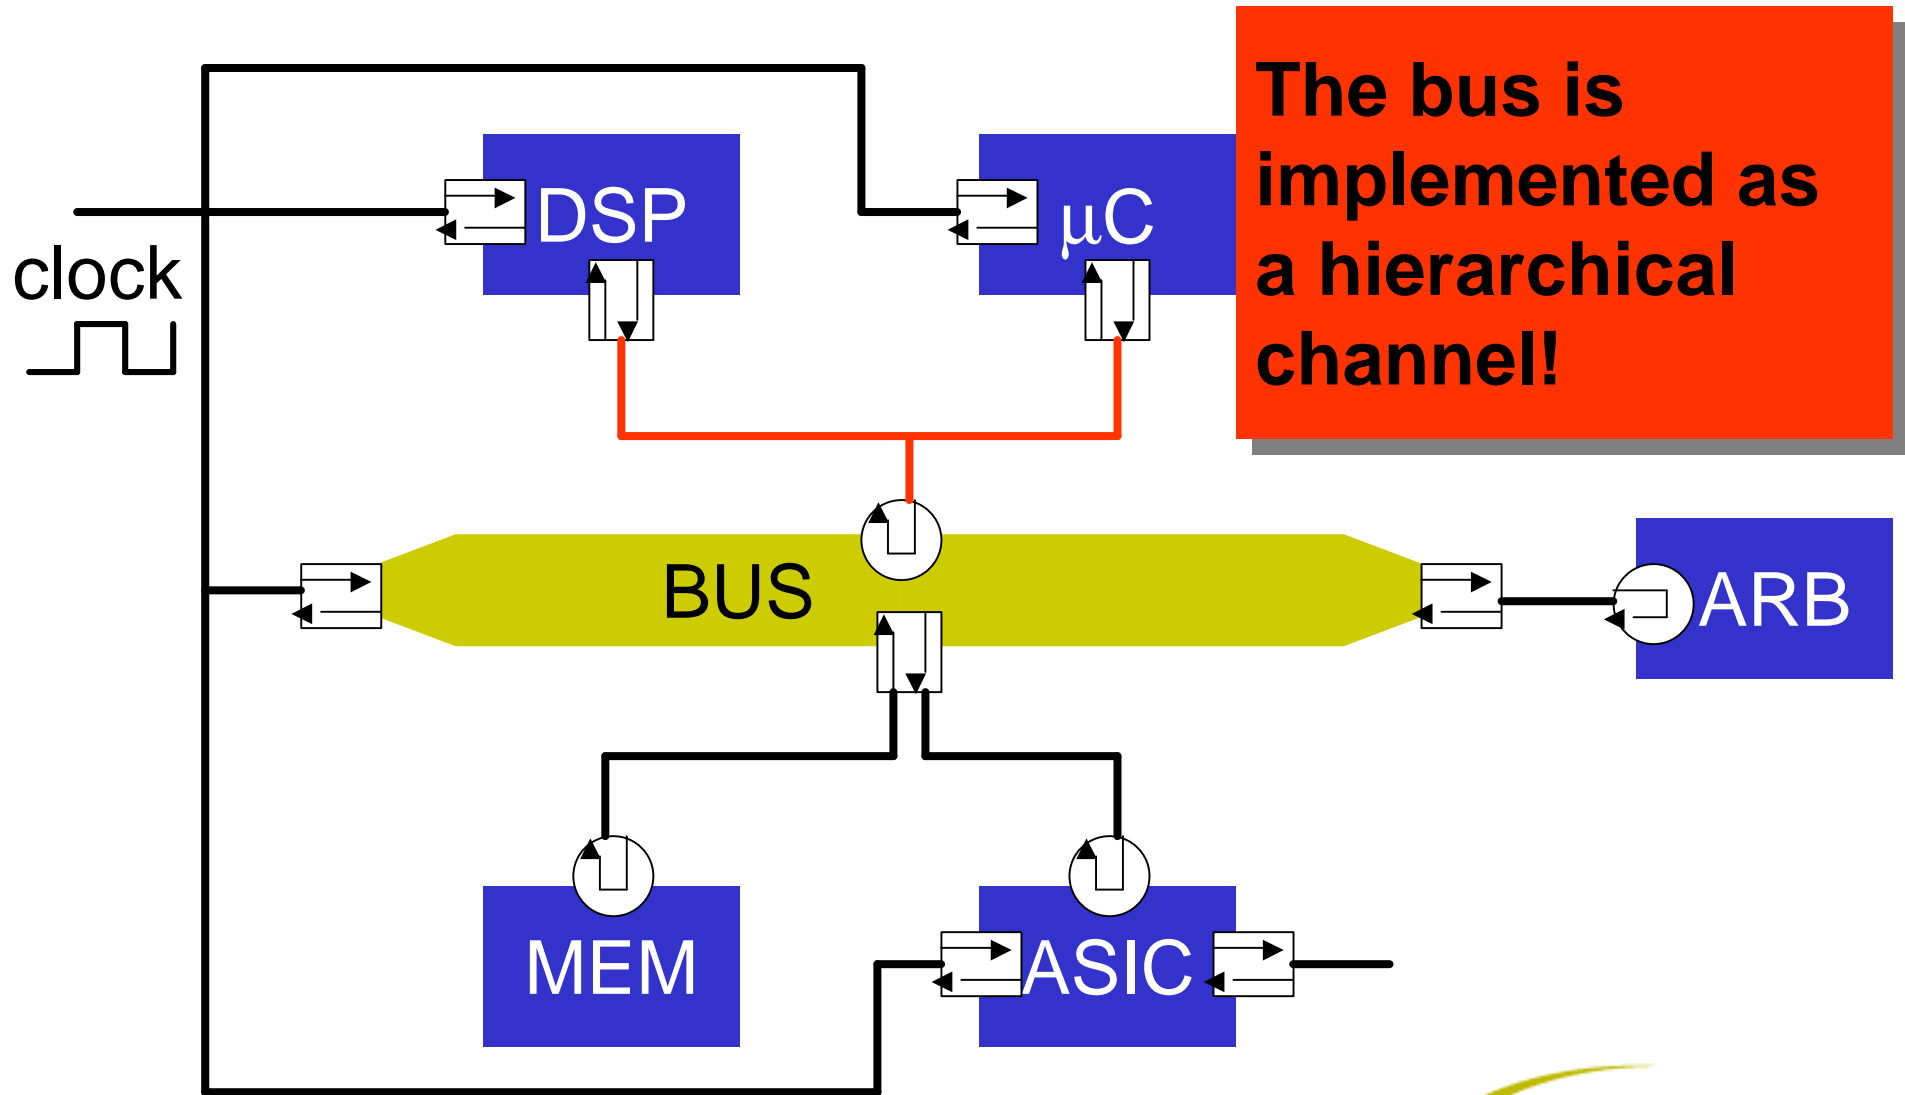 The bus is
implemented as
a hierarchical
channel!
DSP
µC
clock
BUS
ARB
MEM
ASIC